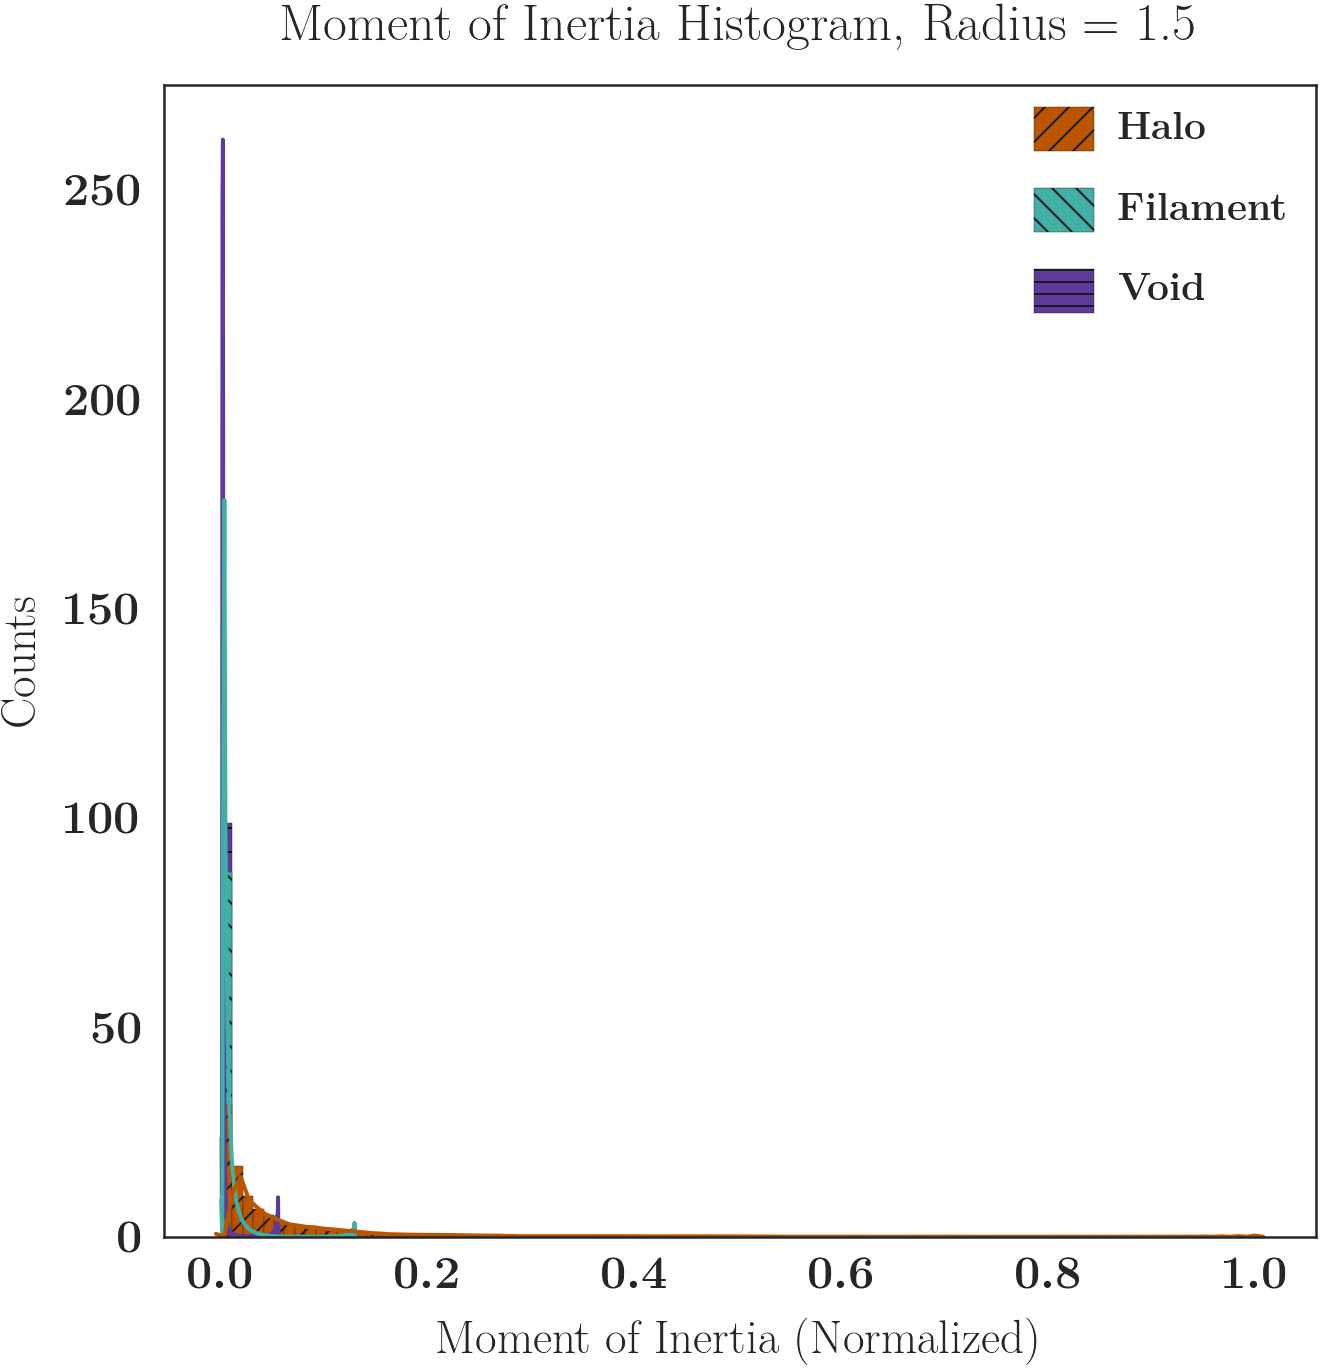 Moment of Inertia Histogram, Radius = 1.5
Halo
Filament
Void
250
200
150
100
50
0
Counts
0.0 0.2 0.4 0.6 0.8 1.0
Moment of Inertia (Normalized)